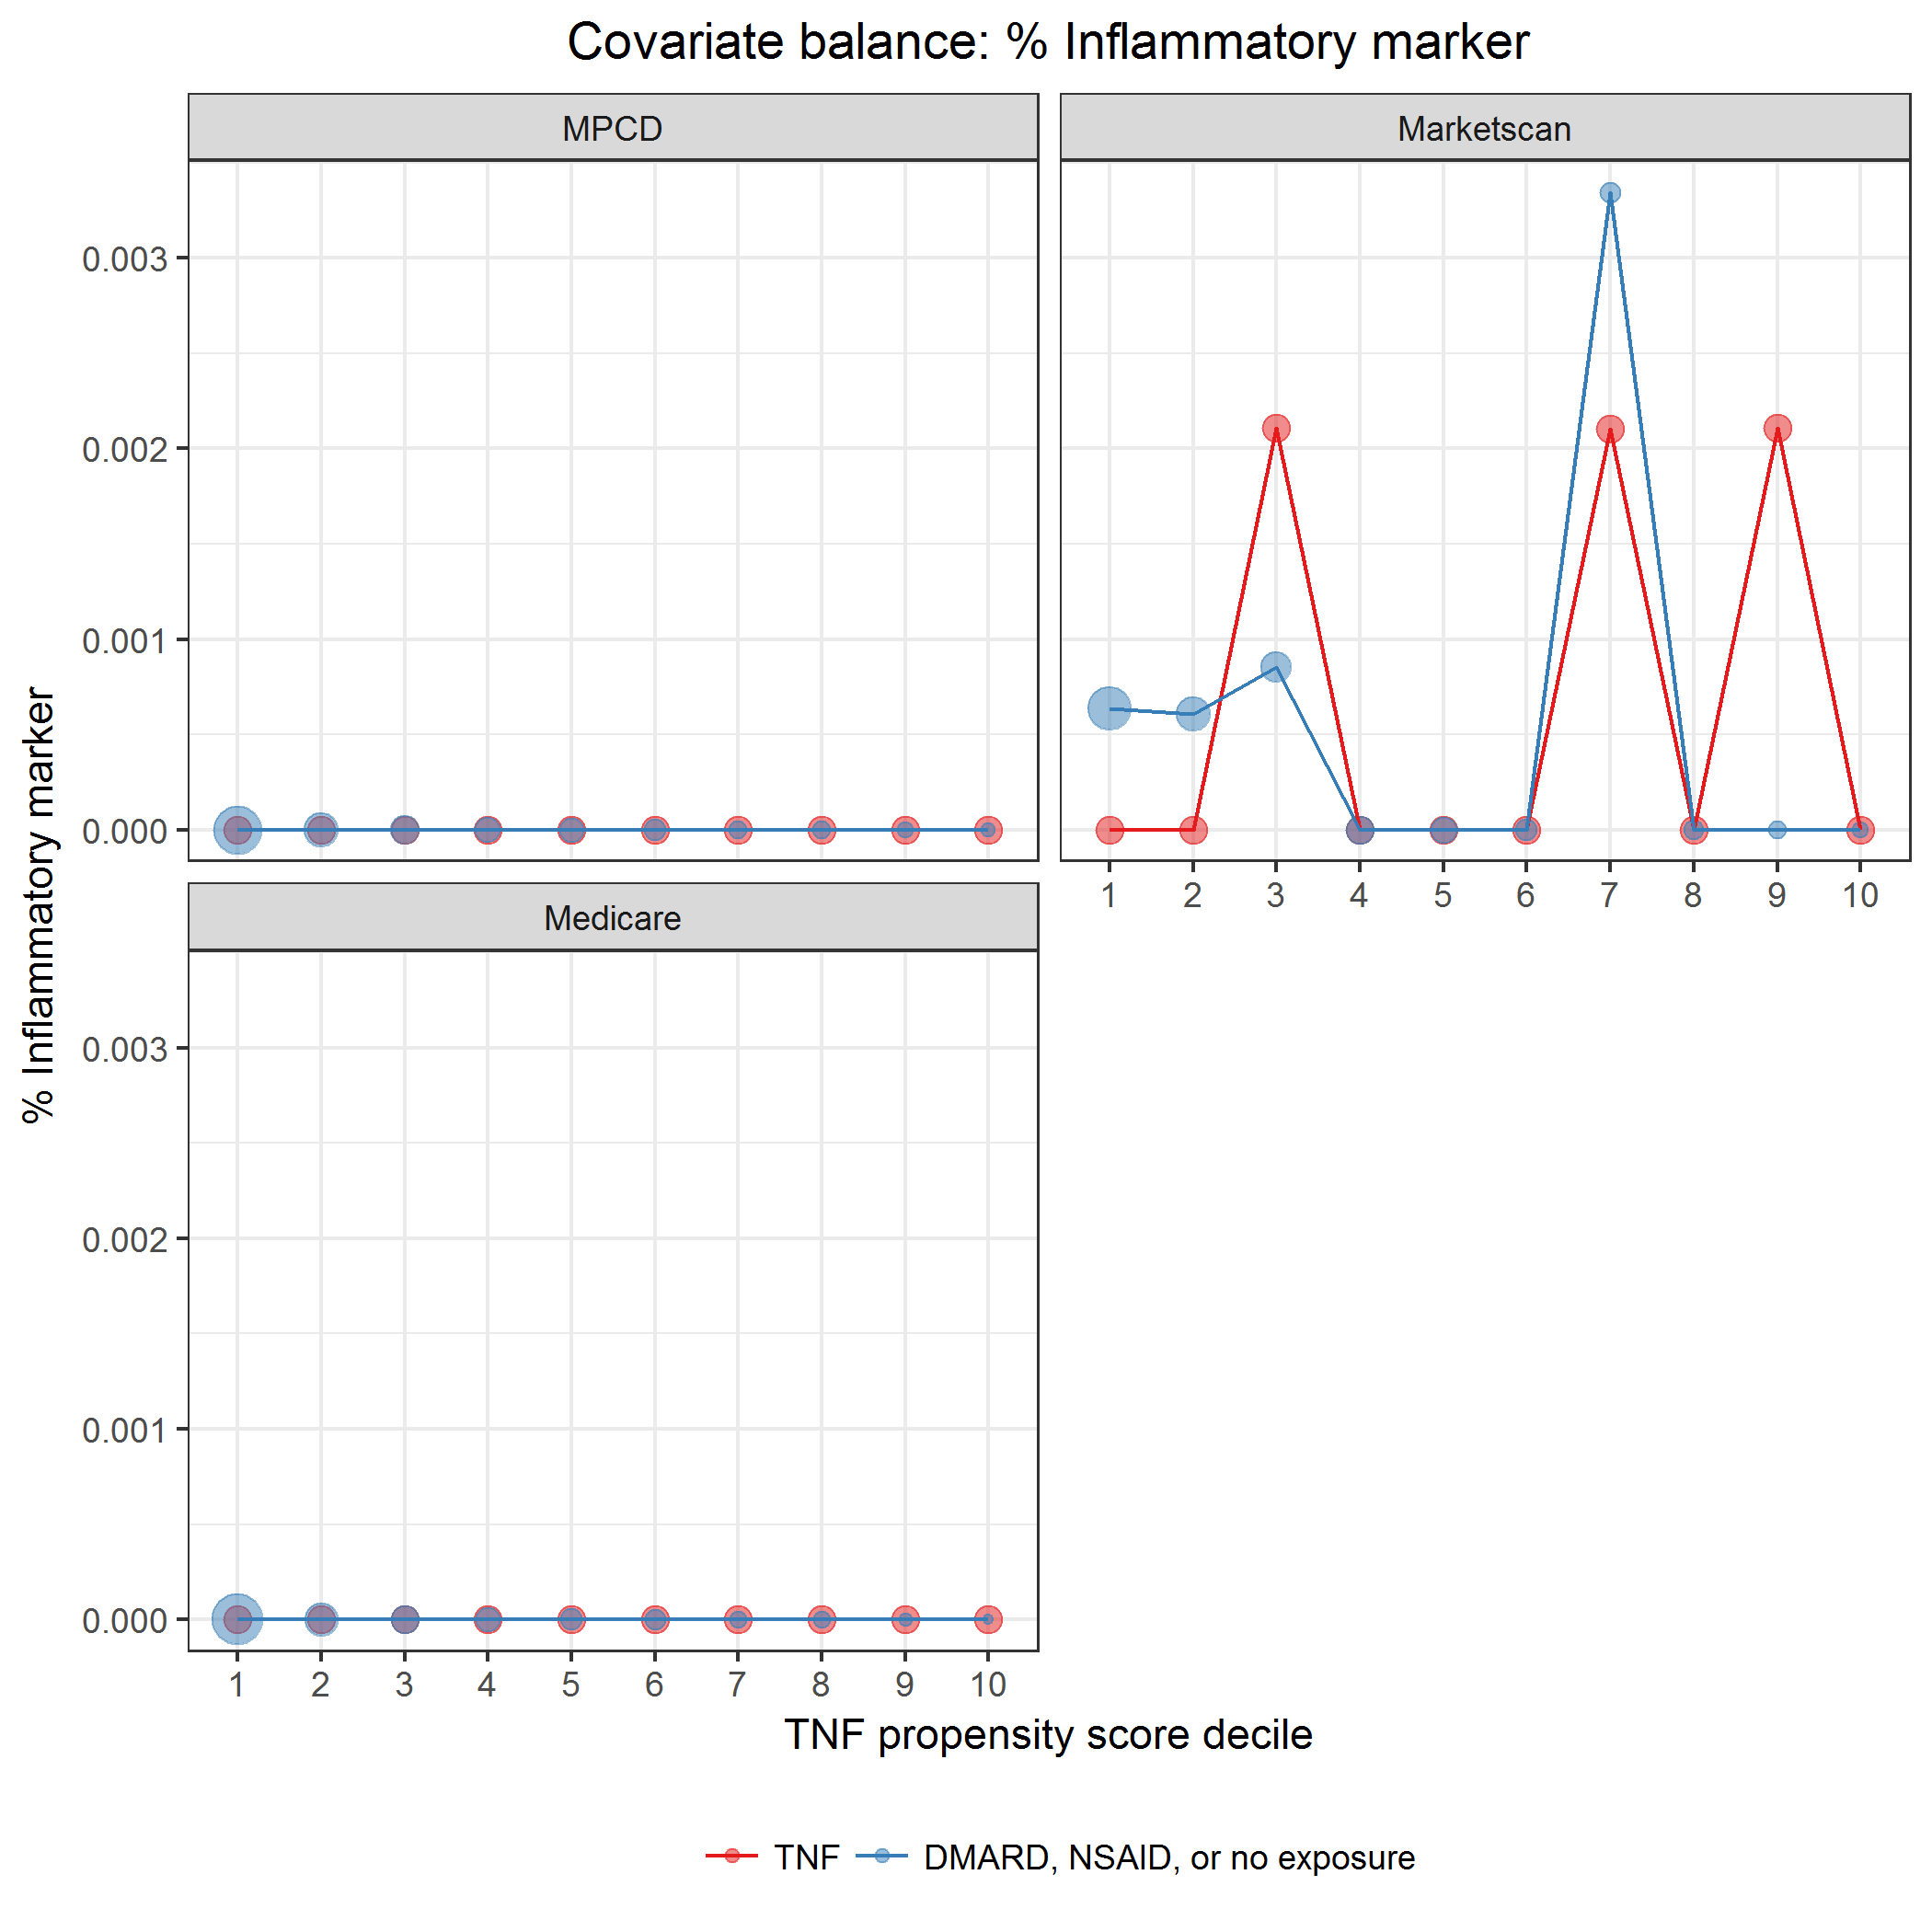 Covariate balance: % Inflammatory marker
MPCD
Marketscan
0.003
0.002
0.001
0.000
1 2 3 4 5 6 7 8 9 10
Medicare
0.003
0.002
0.001
0.000
1 2 3 4 5 6 7 8 9 10
% Inflammatory marker
TNF propensity score decile
TNF DMARD, NSAID, or no exposure